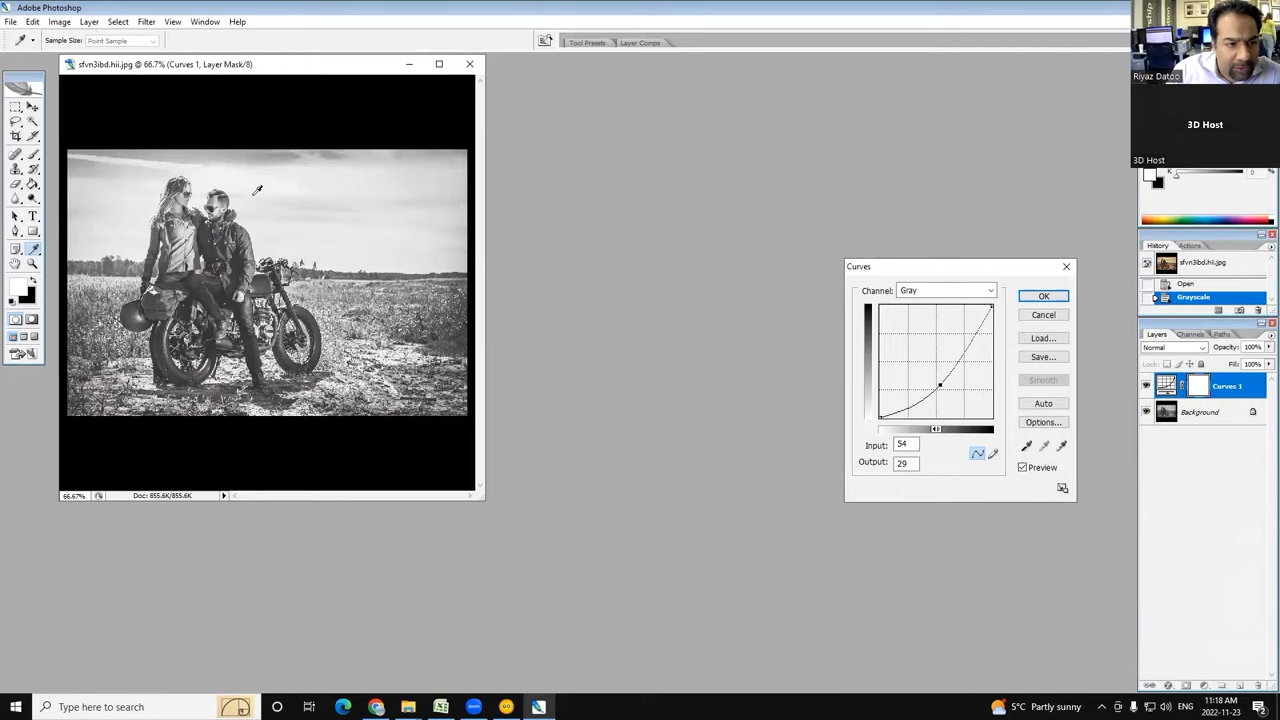 Adobe Photoshop
File Edit Image Layer Select Filter View Window Help
Sample Size: Point Sample
Tool Presets Layer Comps
sfvn3ibd.hii.jpg @ 66.7% (Curves 1, Layer Mask/8)
66.67% Doc: 855.6K/855.6K
Curves
Channel: Gray
OK
Cancel
Load...
Save...
Smooth
Auto
Options...
Input: 54
Output: 29
Preview
Riyaz Datoo
3D Host
3D Host
K 0 %
History Actions
sfvn3ibd.hii.jpg
Open
Grayscale
Layers Channels Paths
Normal Opacity: 100%
Lock: Fill: 100%
Curves 1
Background
Type here to search
5°C Partly sunny
ENG
11:18 AM
2022-11-23
2